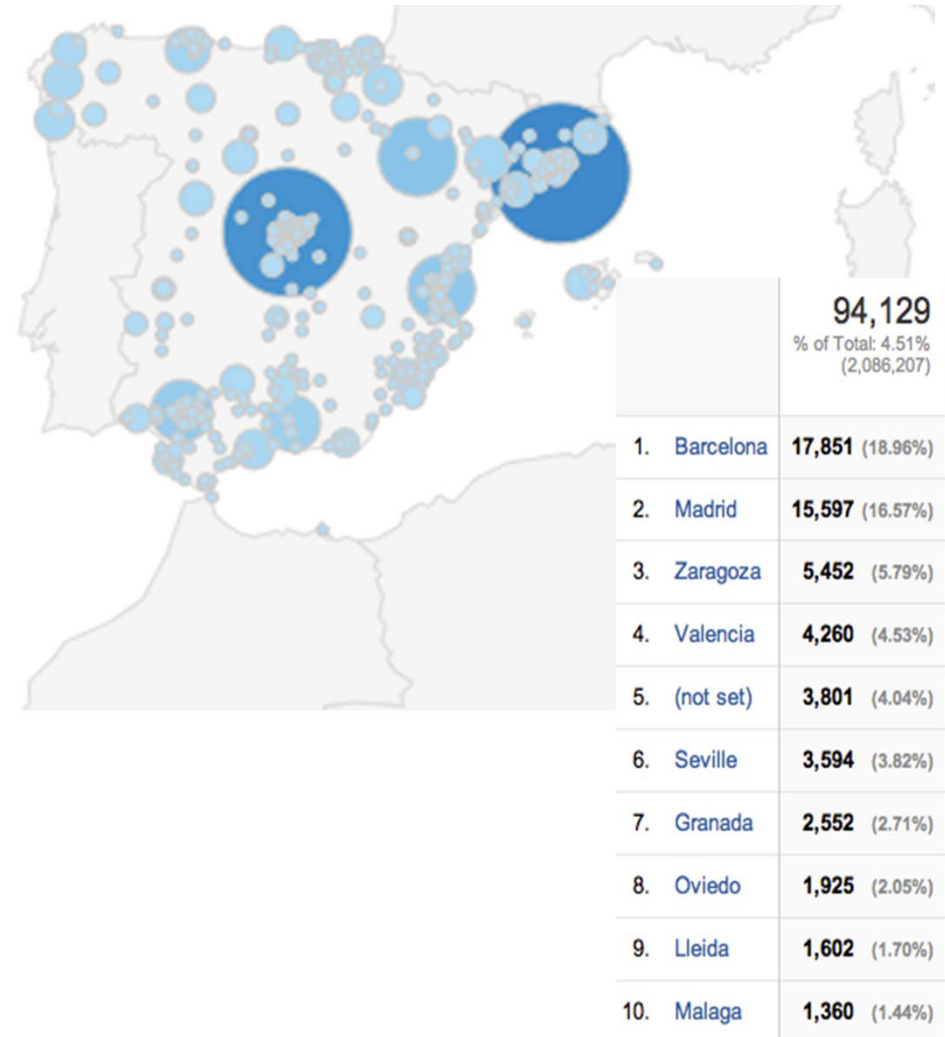 94,129
% of Total: 4.51%
(2,086,207)
1. Barcelona 17,851 (18.96%)
2. Madrid 15,597 (16.57%)
3. Zaragoza 5,452 (5.79%)
4. Valencia 4,260 (4.53%)
5. (not set) 3,801 (4.04%)
6. Seville 3,594 (3.82%)
7. Granada 2,552 (2.71%)
8. Oviedo 1,925 (2.05%)
9. Lleida 1,602 (1.70%)
10. Malaga 1,360 (1.44%)